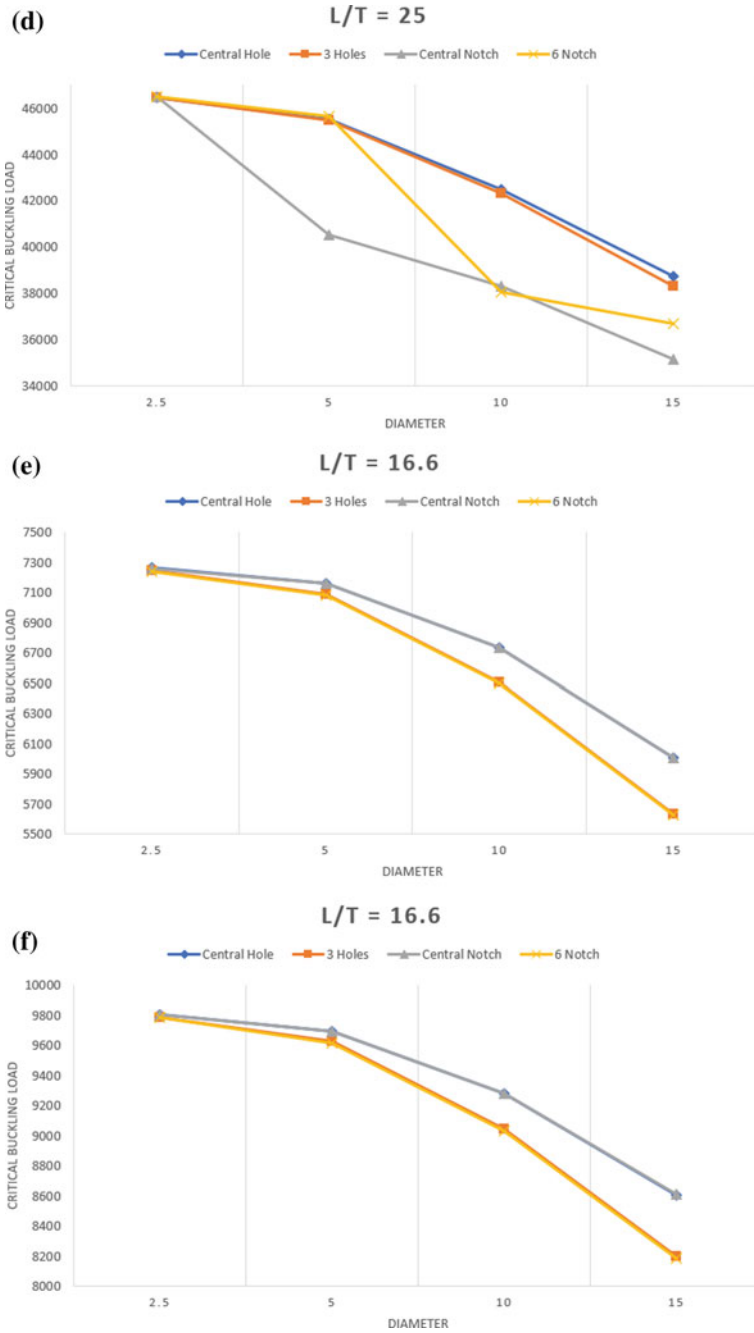 (d)
L/T = 25
Central Hole 3 Holes Central Notch 6 Notch
46000
44000
42000
40000
38000
36000
34000
CRITICAL BUCKLING LOAD
2.5 5 10 15
DIAMETER
(e)
L/T = 16.6
Central Hole 3 Holes Central Notch 6 Notch
7500
7300
7100
6900
6700
6500
6300
6100
5900
5700
5500
CRITICAL BUCKLING LOAD
2.5 5 10 15
DIAMETER
L/T = 16.6
(f)
Central Hole 3 Holes Central Notch 6 Notch
10000
9800
9600
9400
9200
9000
8800
8600
8400
8200
8000
CRITICAL BUCKLING LOAD
2.5 5 10 15
DIAMETER